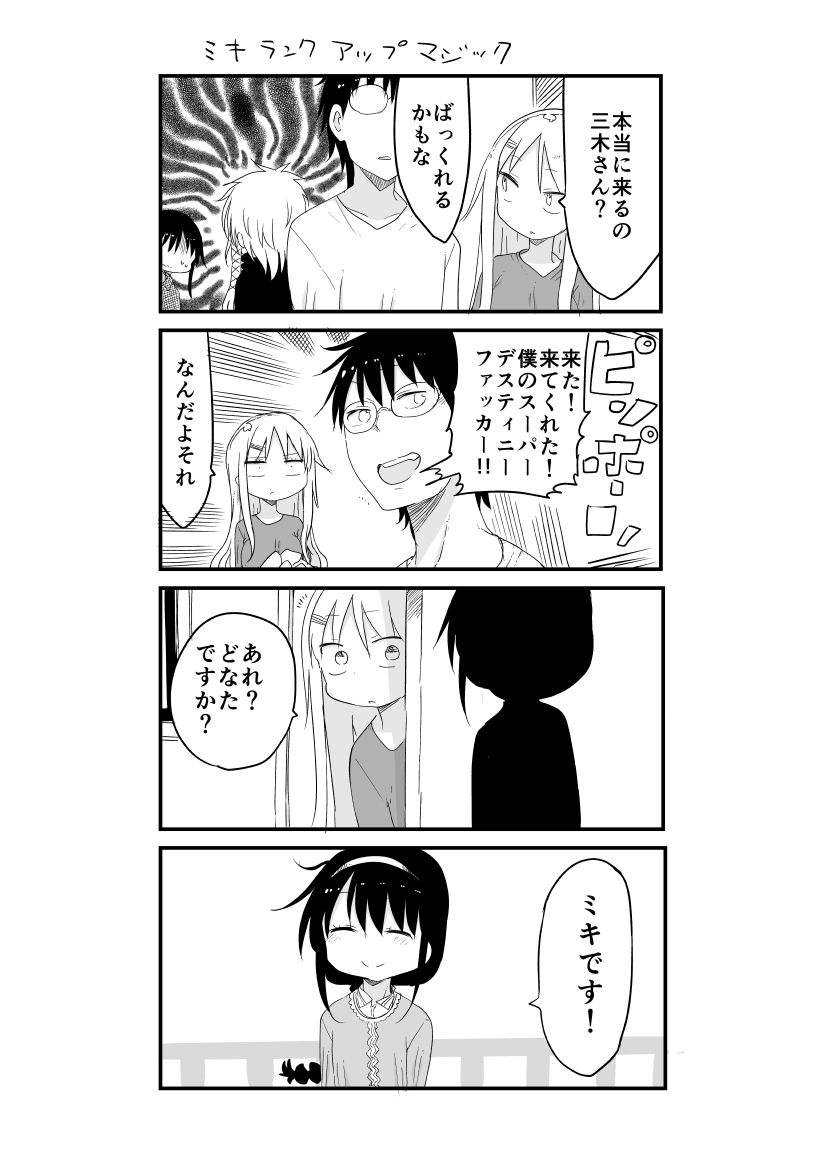 ミキランクアップマジック
本当に来るの
三木さん?
ばっくれる
かもな
ピンポーン
来た!
来てくれた!
僕のスーパー
デスティニー
ファッカー!!
なんだよそれ
あれ?
どなた
ですか?
ミキです!